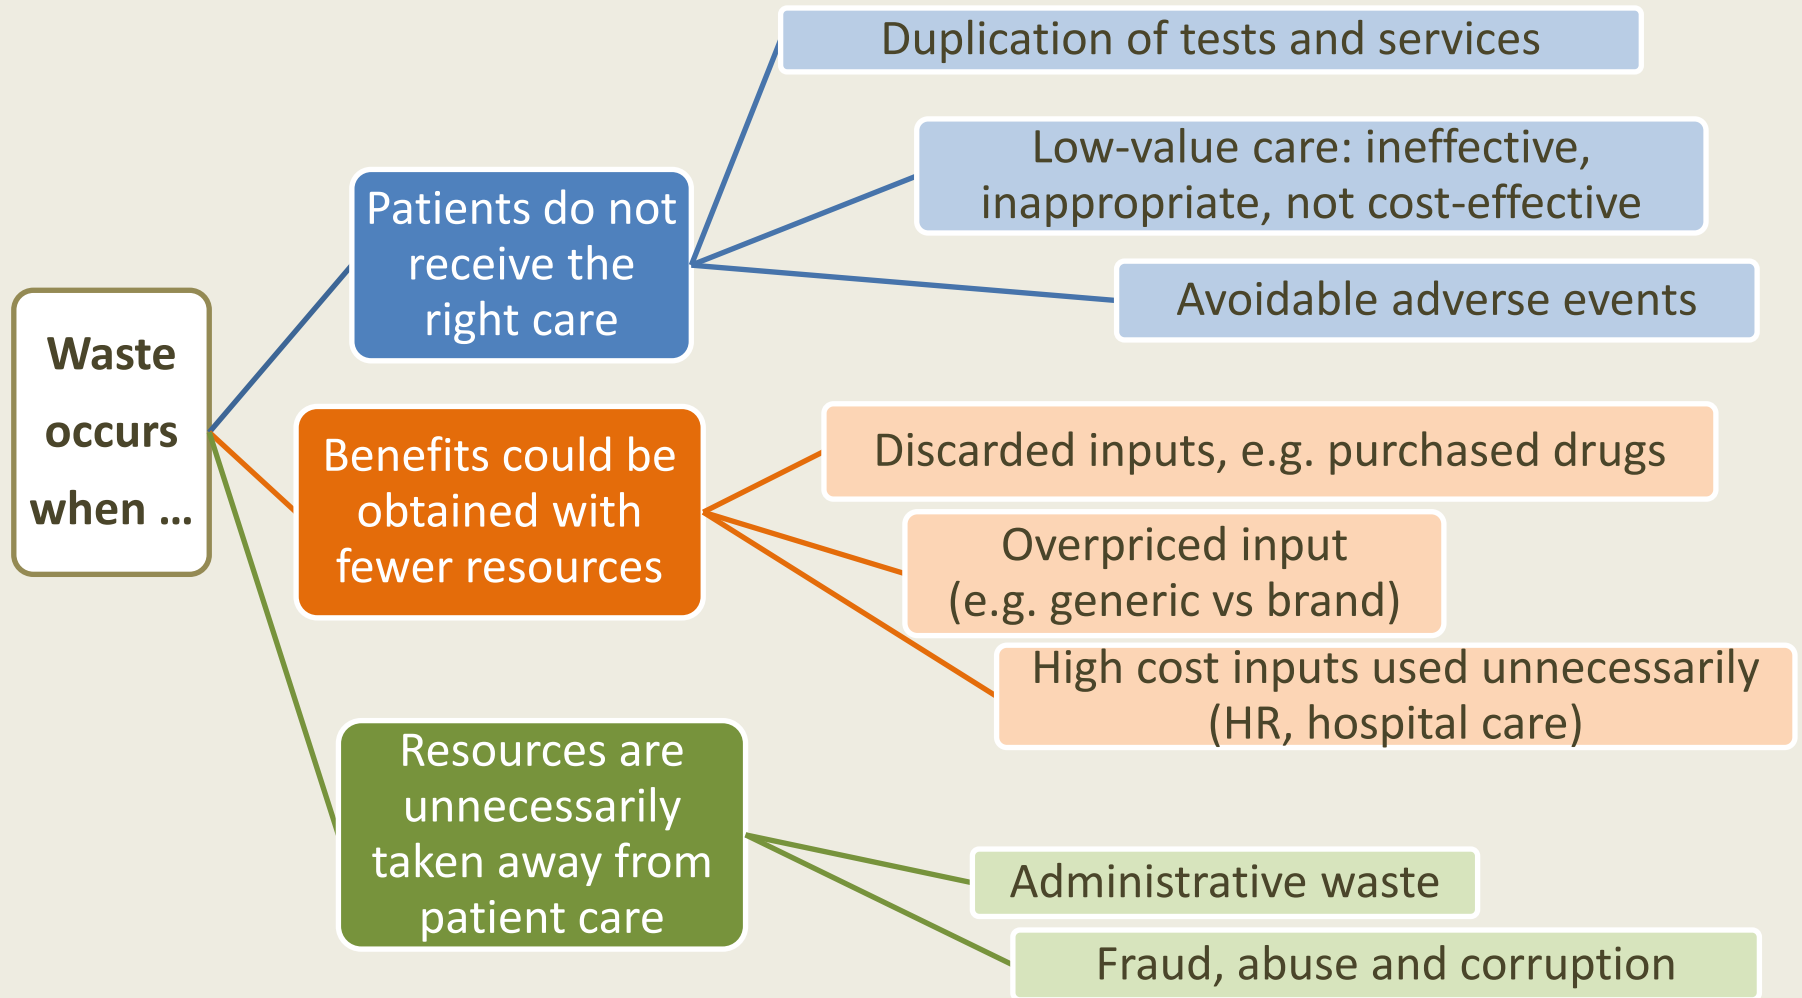 Waste
occurs
when ...
Patients do not
receive the
right care
Duplication of tests and services
Low-value care: ineffective,
inappropriate, not cost-effective
Avoidable adverse events
Benefits could be
obtained with
fewer resources
Discarded inputs, e.g. purchased drugs
Overpriced input
(e.g. generic vs brand)
High cost inputs used unnecessarily
(HR, hospital care)
Resources are
unnecessarily
taken away from
patient care
Administrative waste
Fraud, abuse and corruption